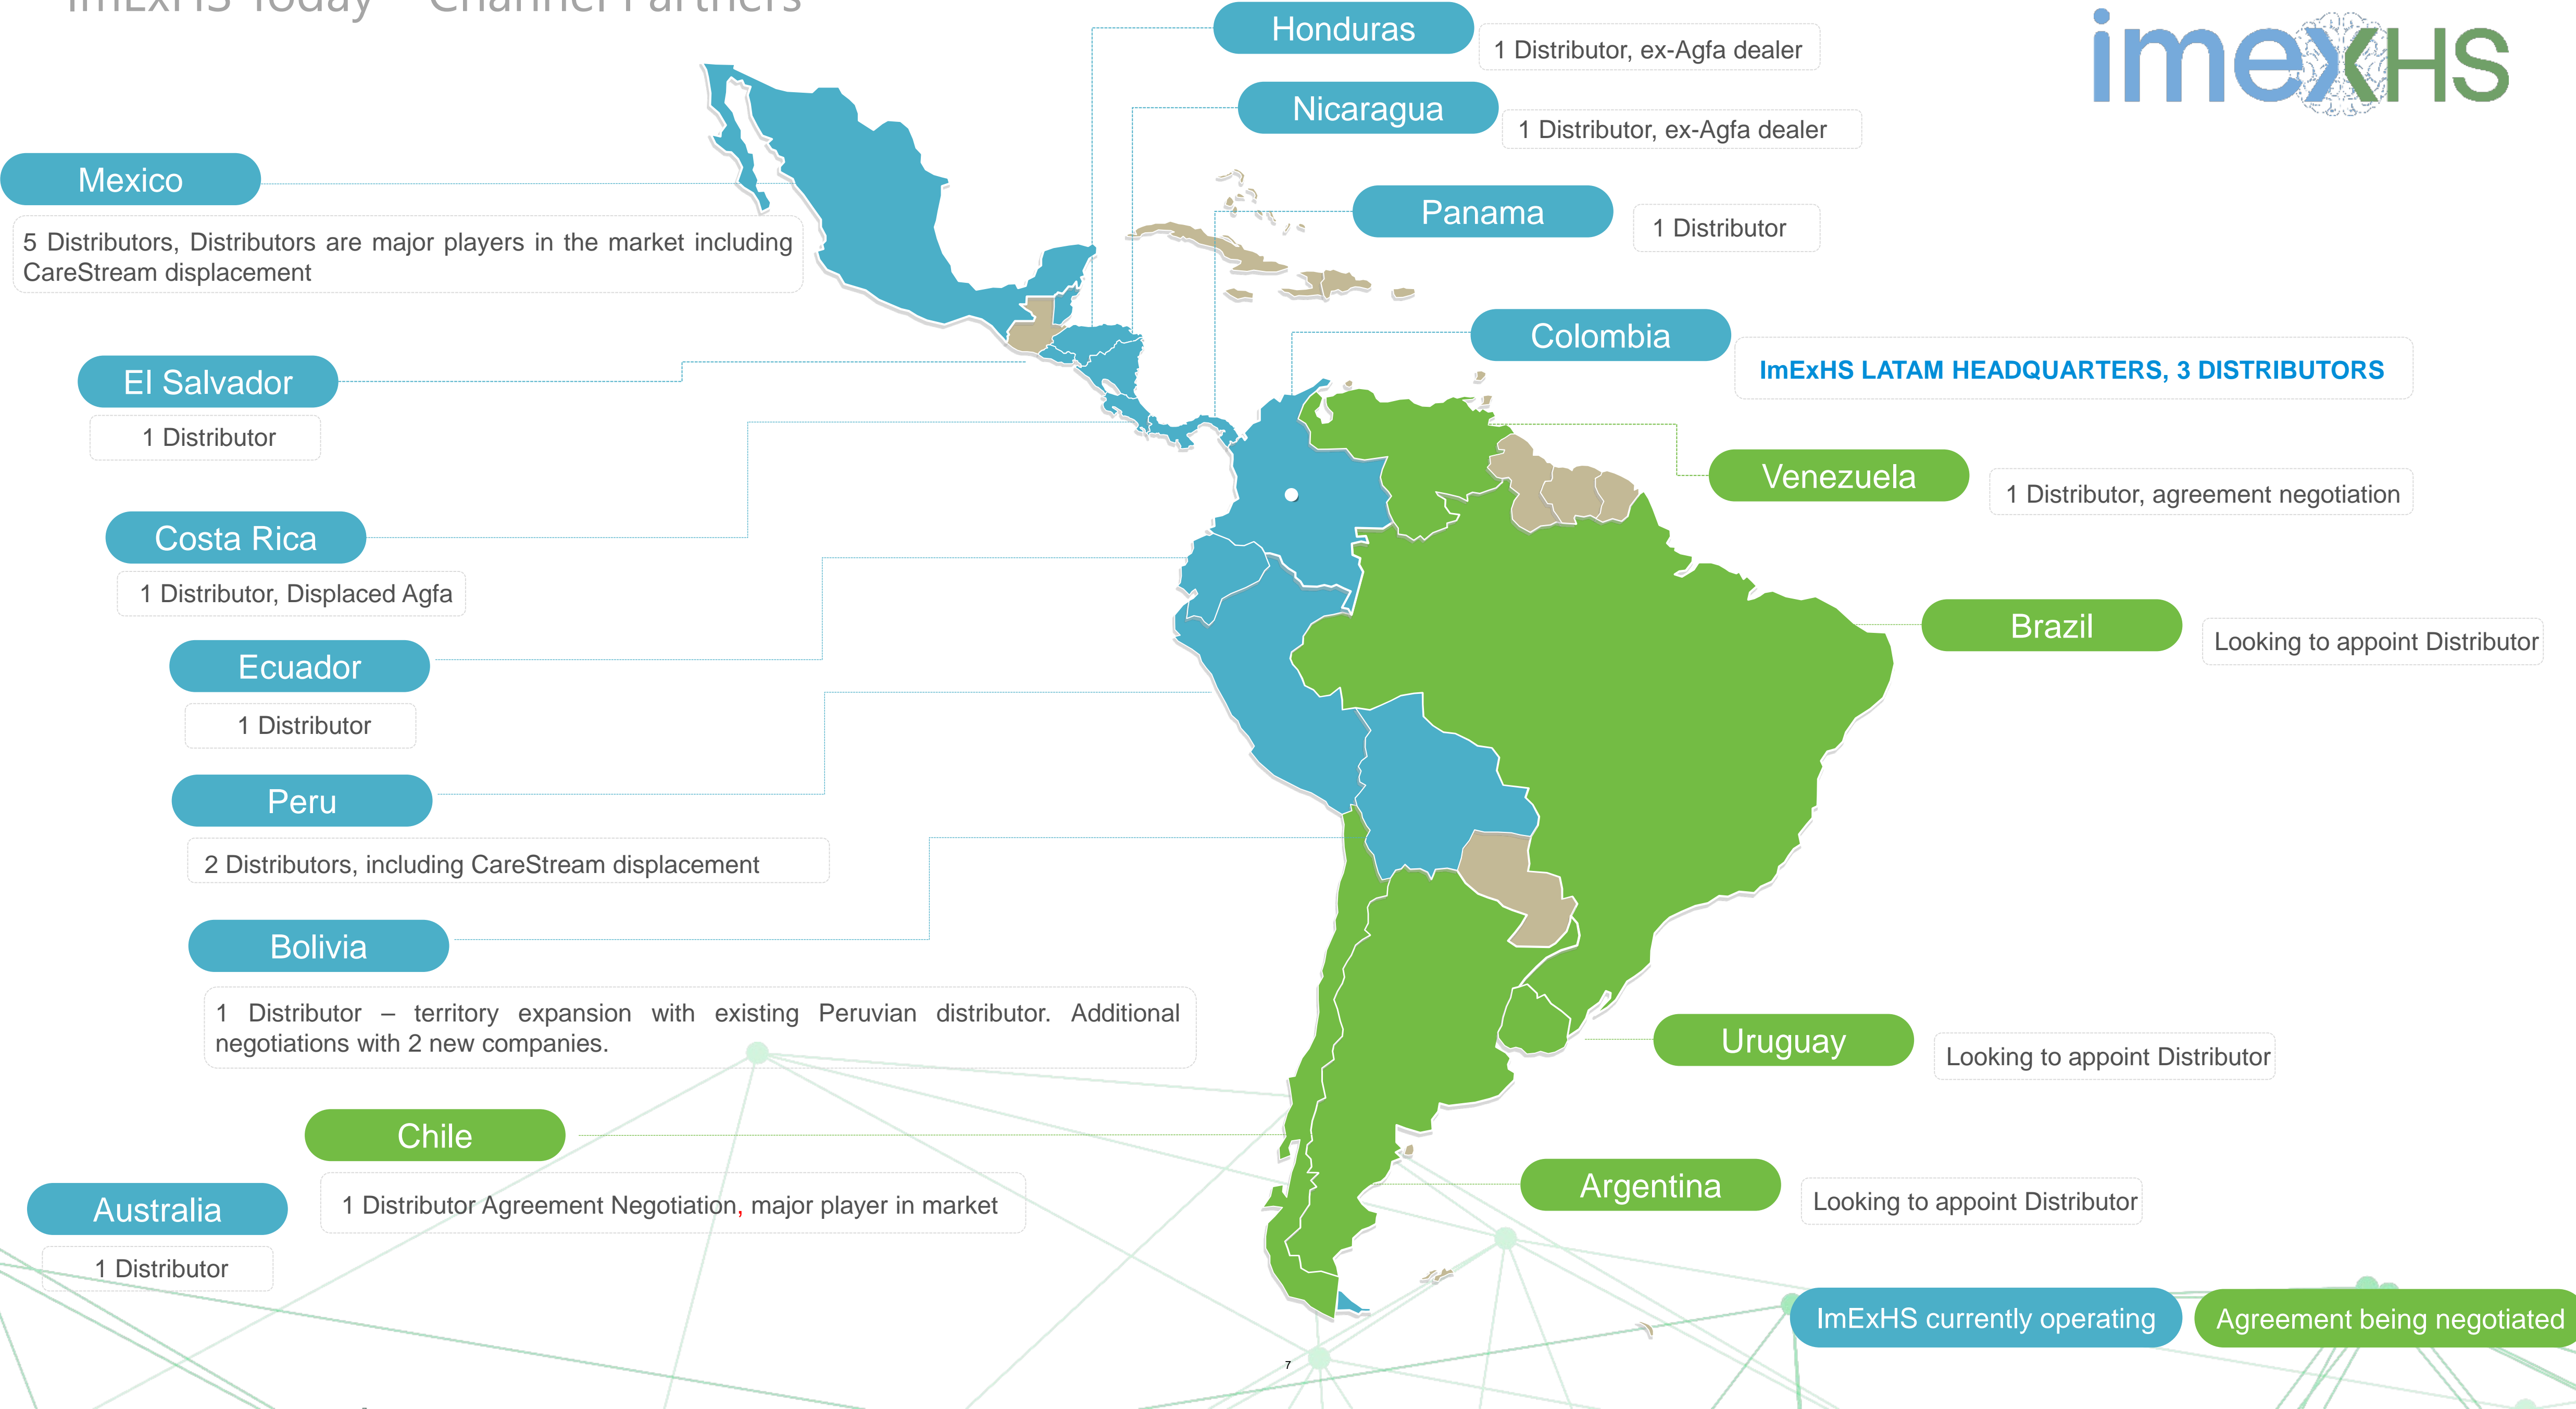 ImExHS Today – Channel Partners
imexHS
Honduras
1 Distributor, ex-Agfa dealer
Nicaragua
1 Distributor, ex-Agfa dealer
Mexico
5 Distributors, Distributors are major players in the market including
CareStream displacement
Panama
1 Distributor
Colombia
ImExHS LATAM HEADQUARTERS, 3 DISTRIBUTORS
El Salvador
1 Distributor
Venezuela
1 Distributor, agreement negotiation
Costa Rica
1 Distributor, Displaced Agfa
Brazil
Looking to appoint Distributor
Ecuador
1 Distributor
Peru
2 Distributors, including CareStream displacement
Bolivia
1 Distributor – territory expansion with existing Peruvian distributor. Additional
negotiations with 2 new companies.
Uruguay
Looking to appoint Distributor
Chile
1 Distributor Agreement Negotiation, major player in market
Argentina
Looking to appoint Distributor
Australia
1 Distributor
ImExHS currently operating
Agreement being negotiated
7